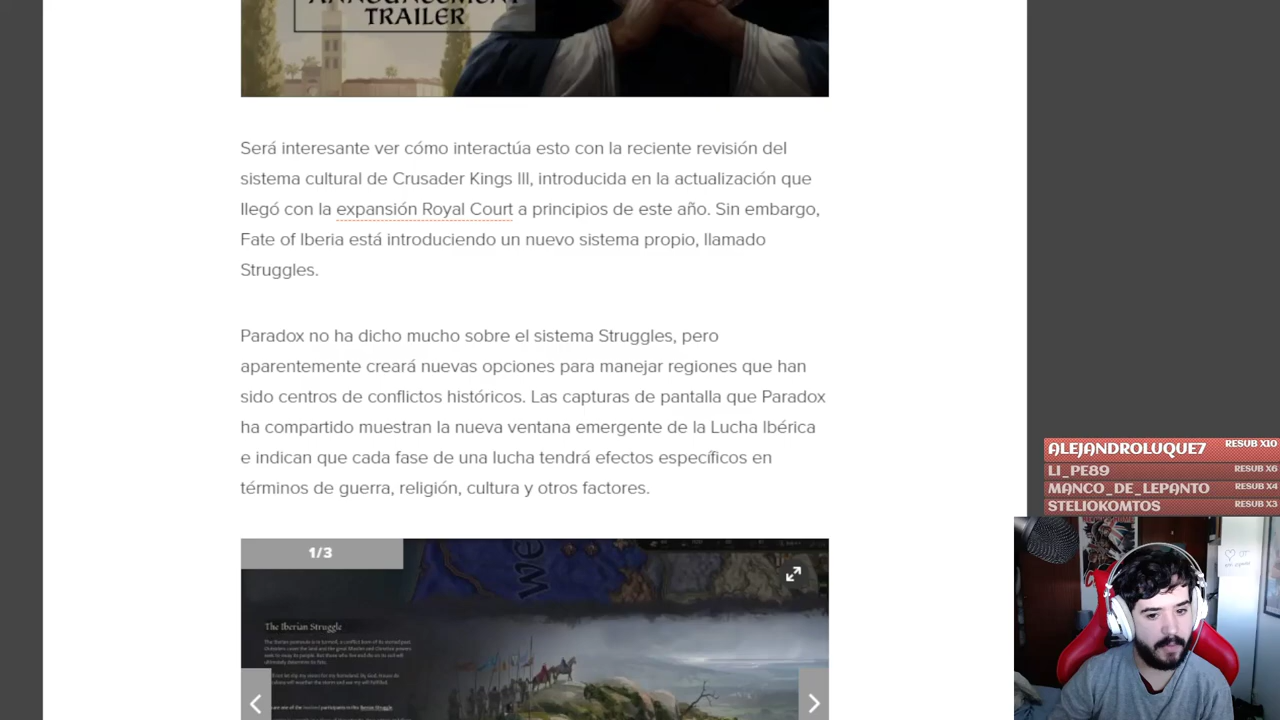 ANNOUNCEMENT
TRAILER
Será interesante ver cómo interactúa esto con la reciente revisión del
sistema cultural de Crusader Kings III, introducida en la actualización que
llegó con la expansión Royal Court a principios de este año. Sin embargo,
Fate of Iberia está introduciendo un nuevo sistema propio, llamado
Struggles.
Paradox no ha dicho mucho sobre el sistema Struggles, pero
aparentemente creará nuevas opciones para manejar regiones que han
sido centros de conflictos históricos. Las capturas de pantalla que Paradox
ha compartido muestran la nueva ventana emergente de la Lucha Ibérica
e indican que cada fase de una lucha tendrá efectos específicos en
términos de guerra, religión, cultura y otros factores.
1/3
The Iberian Struggle
ALEJANDROLUQUE7 RESUB X10
LI_PE89 RESUB X6
MANCO_DE_LEPANTO RESUB X4
STELIOKOMTOS RESUB X3